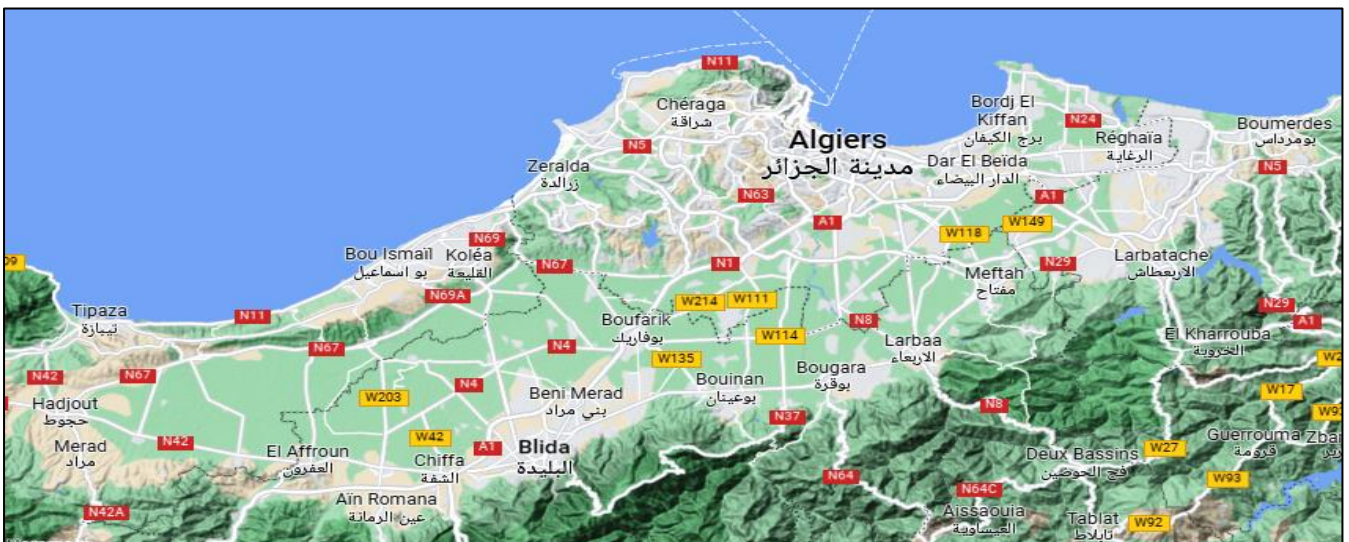 N11
Chéraga
شراقة
Bordj El
Kiffan
برج الكيفان
N24
Réghaïa
الرغاية
Boumerdes
بومرداس
N5
Algiers
مدينة الجزائر
Zeralda
زرالدة
N5
Dar El Beïda
الدار البيضاء
N63
A1
A1
W118
W149
N69
Bou Ismaïl
بو اسماعيل
Koléa
القليعة
N67
N1
Meftah
مفتاح
N29
Larbatache
الاربعطاش
09
N69A
W214
W111
N29
A1
Tipaza
تيبازة
N11
Boufarik
بوفاريك
N8
W114
El Kharrouba
الخروبة
N67
N4
W135
Larbaa
الاربعاء
N42
N67
W203
N4
Beni Merad
بني مراد
Bouinan
بوعينان
Bougara
بوقرة
W17
Hadjout
حجوط
N37
N8
Merad
مراد
N42
W42
A1
Blida
البليدة
W27
Guerrouma
قرومة
El Affroun
العفرون
Chiffa
الشفة
N64
Deux Bassins
فج الحوضين
W93
N64C
Aïn Romana
عين الرمانة
N42A
Aissaouia
العيساوية
Tablat
تابلاط
W92